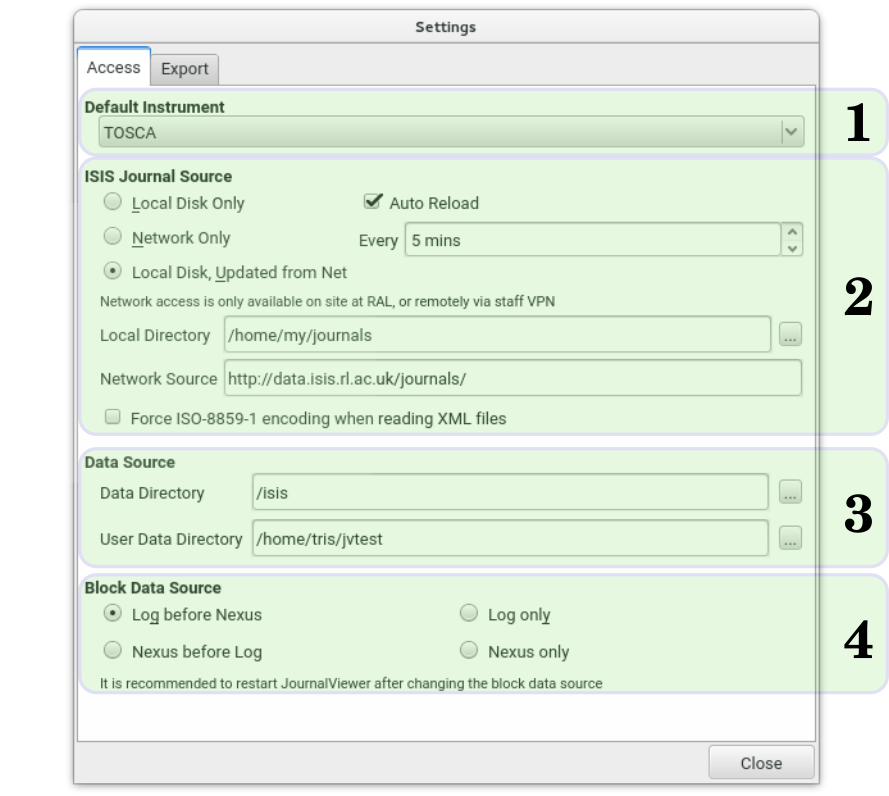 Settings
Access Export
Default Instrument
TOSCA
1
ISIS Journal Source
Local Disk Only Auto Reload
Network Only Every 5 mins
Local Disk, Updated from Net
2
Network access is only available on site at RAL, or remotely via staff VPN
Local Directory /home/my/journals ...
Network Source http://data.isis.rl.ac.uk/journals/
Force ISO-8859-1 encoding when reading XML files
Data Source
Data Directory /isis ...
3
User Data Directory /home/tris/jvtest ...
Block Data Source
Log before Nexus Log only
4
Nexus before Log Nexus only
It is recommended to restart JournalViewer after changing the block data source
Close